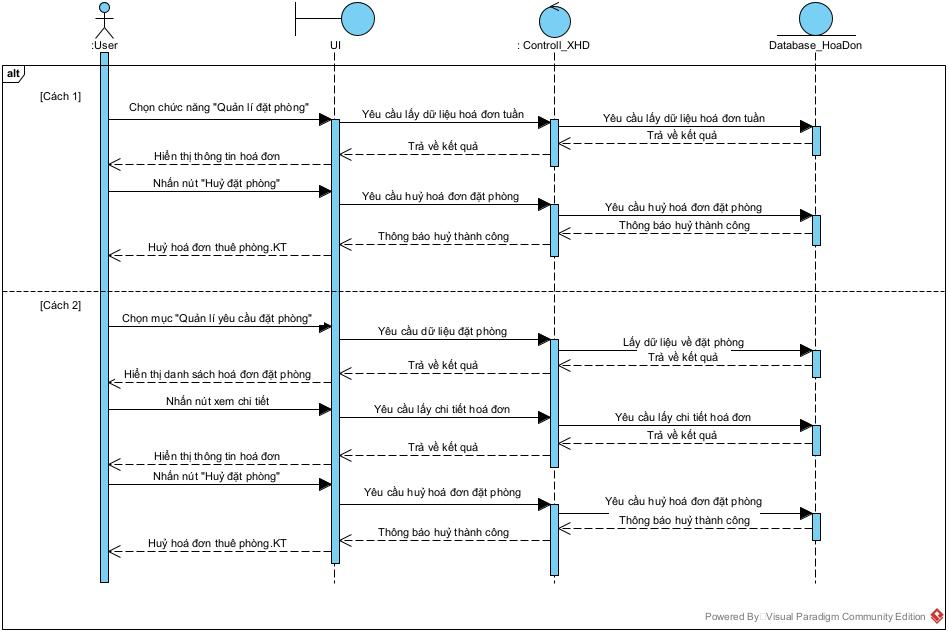 :User
UI
: Controll_XHD
Database_HoaDon
alt
[Cách 1]
Chọn chức năng "Quản lí đặt phòng"
Yêu cầu lấy dữ liệu hoá đơn tuần
Yêu cầu lấy dữ liệu hoá đơn tuần
Trả về kết quả
Trả về kết quả
Hiển thị thông tin hoá đơn
Nhấn nút "Huỷ đặt phòng"
Yêu cầu huỷ hoá đơn đặt phòng
Yêu cầu huỷ hoá đơn đặt phòng
Thông báo huỷ thành công
Thông báo huỷ thành công
Huỷ hoá đơn thuê phòng.KT
[Cách 2]
Chọn mục "Quản lí yêu cầu đặt phòng"
Yêu cầu dữ liệu đặt phòng
Lấy dữ liệu về đặt phòng
Trả về kết quả
Trả về kết quả
Hiển thị danh sách hoá đơn đặt phòng
Nhấn nút xem chi tiết
Yêu cầu lấy chi tiết hoá đơn
Yêu cầu lấy chi tiết hoá đơn
Trả về kết quả
Trả về kết quả
Hiển thị thông tin hoá đơn
Nhấn nút "Huỷ đặt phòng"
Yêu cầu huỷ hoá đơn đặt phòng
Yêu cầu huỷ hoá đơn đặt phòng
Thông báo huỷ thành công
Thông báo huỷ thành công
Huỷ hoá đơn thuê phòng.KT
Powered By Visual Paradigm Community Edition